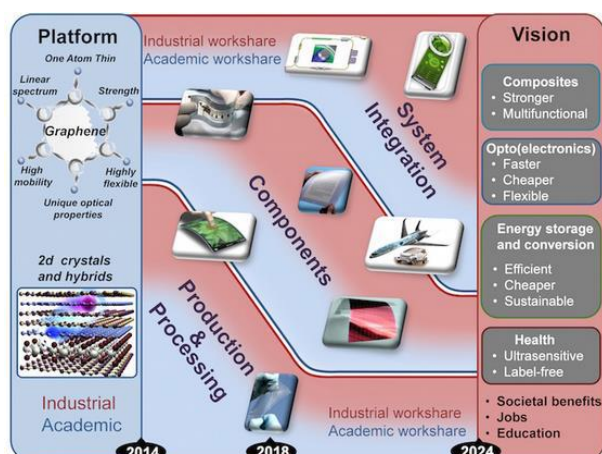 Platform
One Atom Thin
Linear
spectrum
Strength
Graphene
High
mobility
Highly
flexible
Unique optical
properties
2d crystals
and hybrids
Industrial
Academic
Industrial workshare
Academic workshare
System
Integration
Components
Production
&
Processing
Industrial workshare
Academic workshare
2014
2018
2024
Vision
Composites
• Stronger
• Multifunctional
Opto(electronics)
• Faster
• Cheaper
• Flexible
Energy storage
and conversion
• Efficient
• Cheaper
• Sustainable
Health
• Ultrasensitive
• Label-free
• Societal benefits
• Jobs
• Education